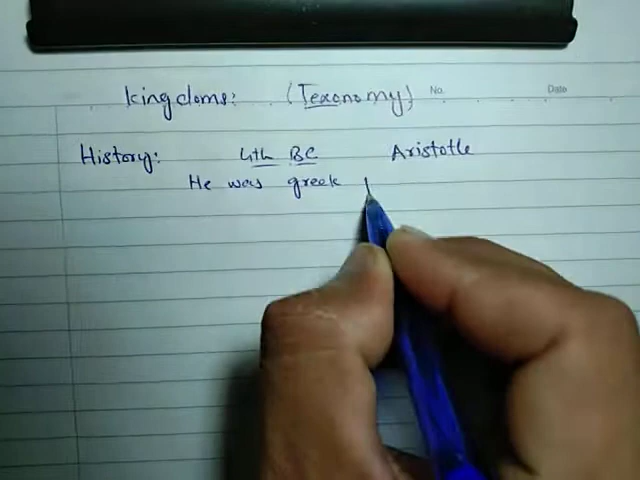 kingdoms: (Texonomy) No. Date
History: 4th BC Aristotle
He was greek